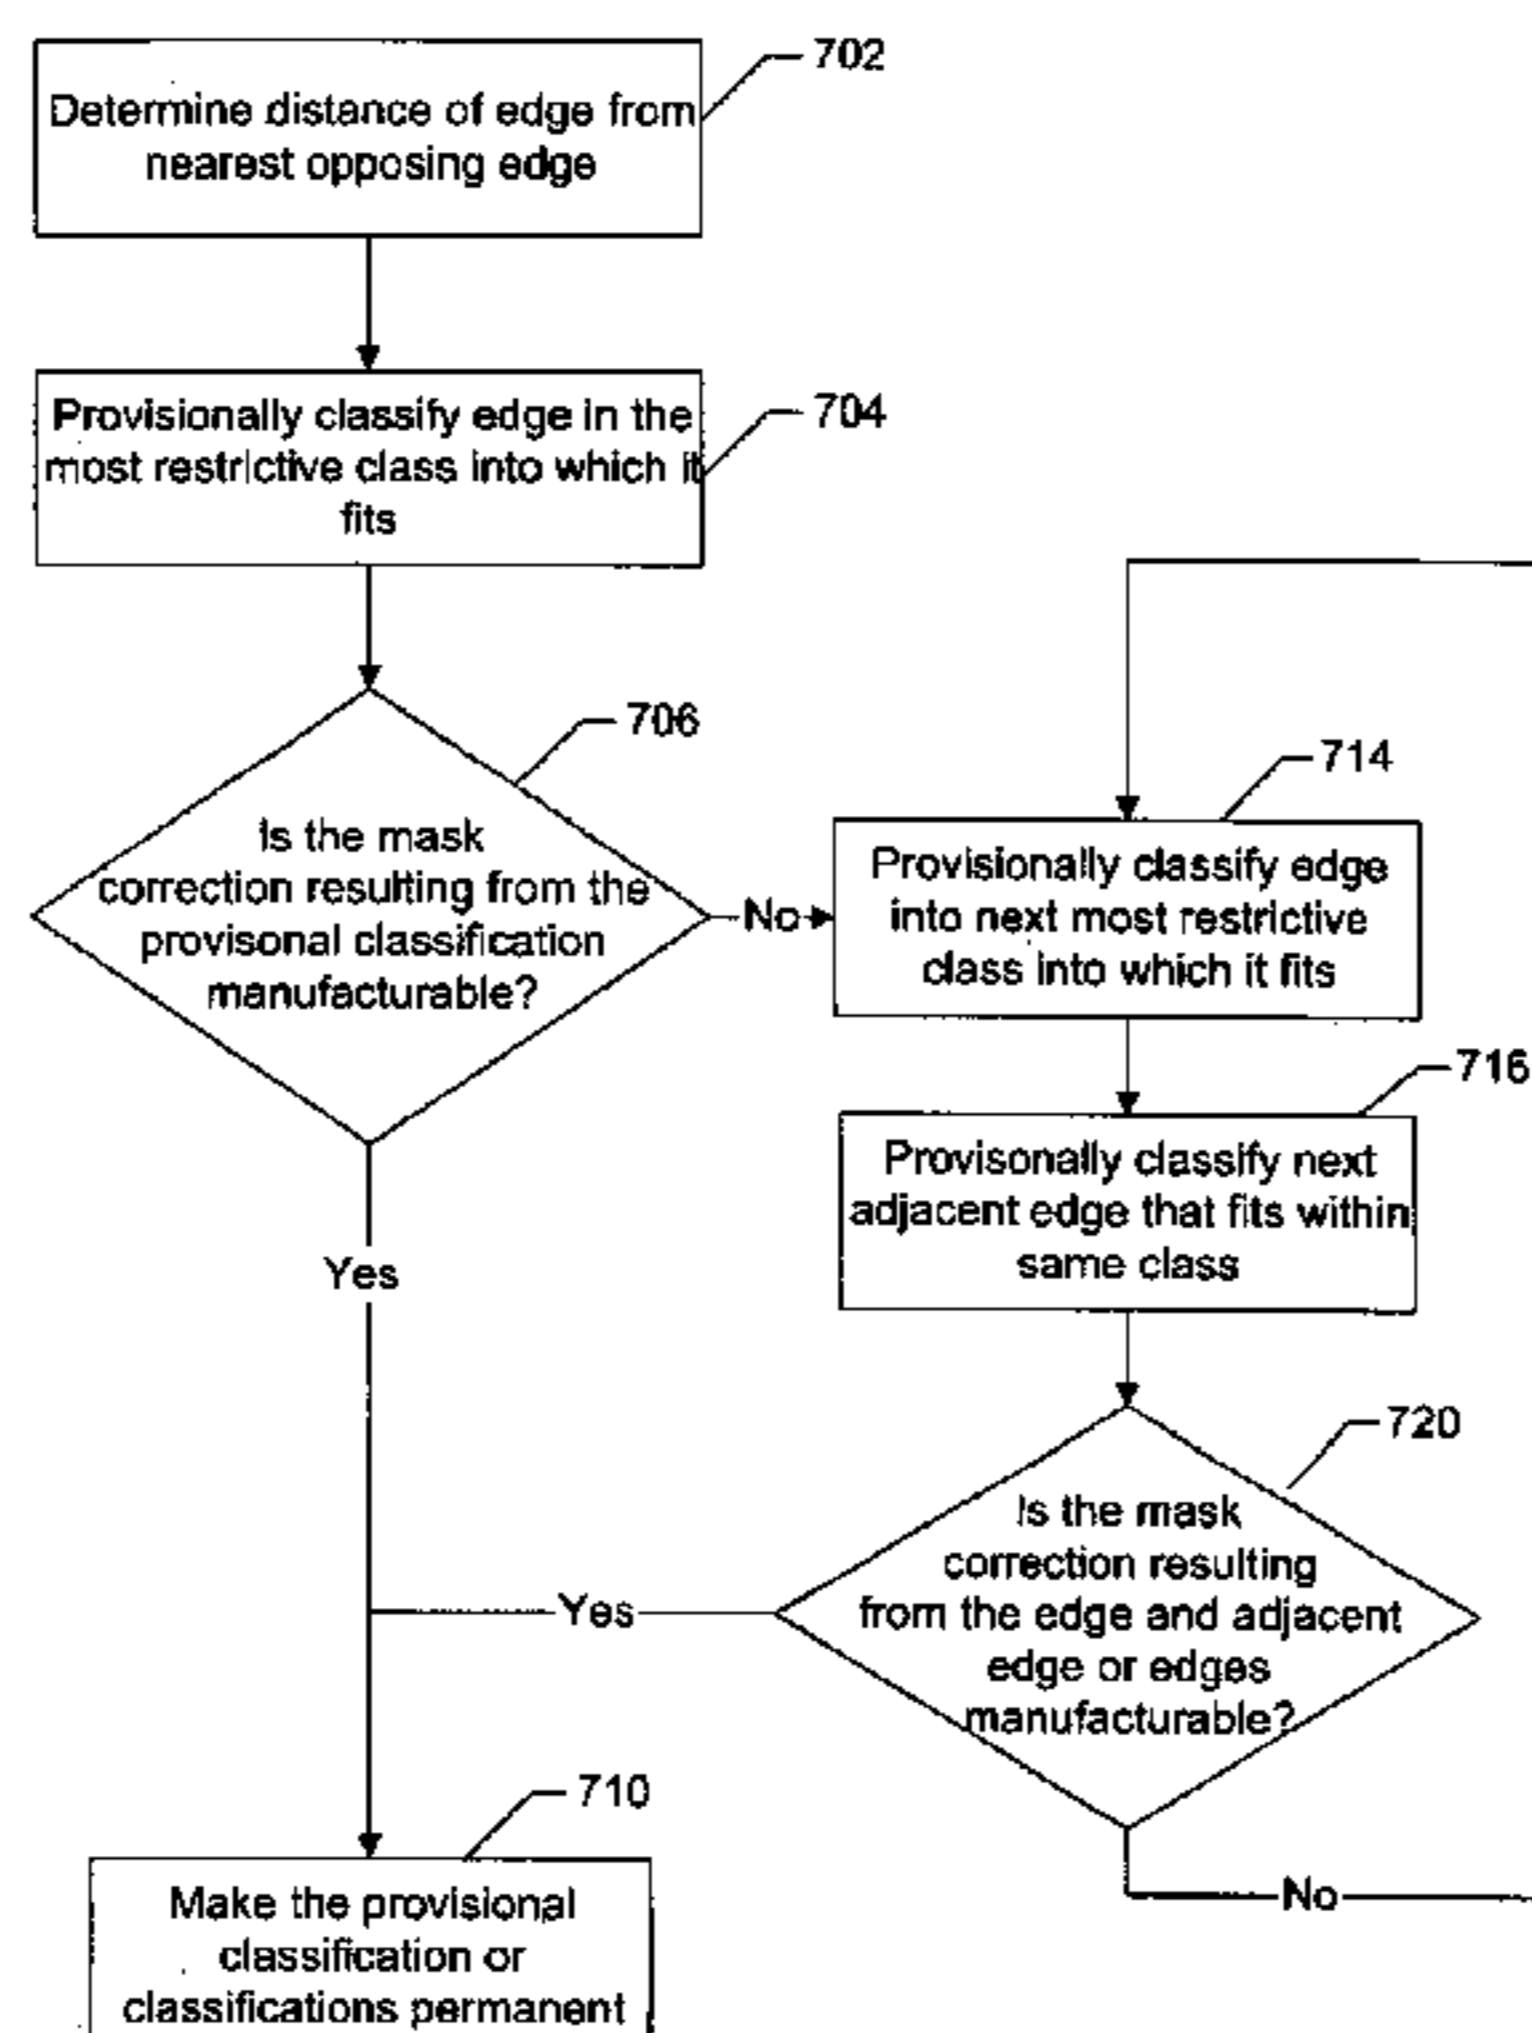 702
Determine distance of edge from
nearest opposing edge
704
Provisionally classify edge in the
most restrictive class into which it
fits
706
Is the mask
correction resulting from the
provisonal classification
manufacturable?
No
714
Provisionally classify edge
into next most restrictive
class into which it fits
716
Provisonally classify next
adjacent edge that fits within
same class
Yes
720
Is the mask
correction resulting
from the edge and adjacent
edge or edges
manufacturable?
Yes
No
710
Make the provisional
classification or
classifications permanent